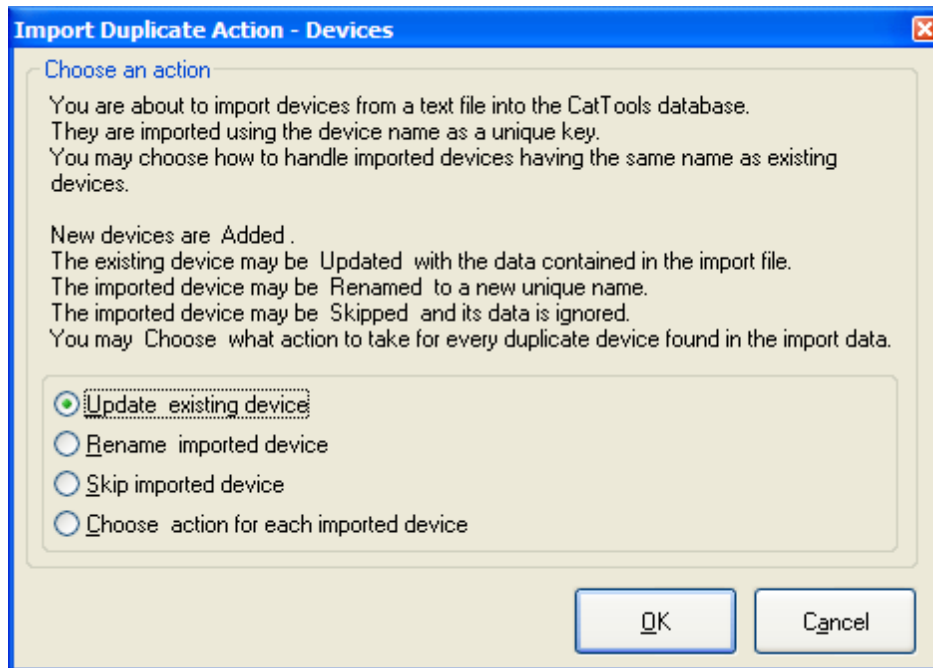 Import Duplicate Action - Devices
Choose an action
You are about to import devices from a text file into the CatTools database.
They are imported using the device name as a unique key.
You may choose how to handle imported devices having the same name as existing
devices.
New devices are Added .
The existing device may be Updated with the data contained in the import file.
The imported device may be Renamed to a new unique name.
The imported device may be Skipped and its data is ignored.
You may Choose what action to take for every duplicate device found in the import data.
Update existing device
Rename imported device
Skip imported device
Choose action for each imported device
OK
Cancel